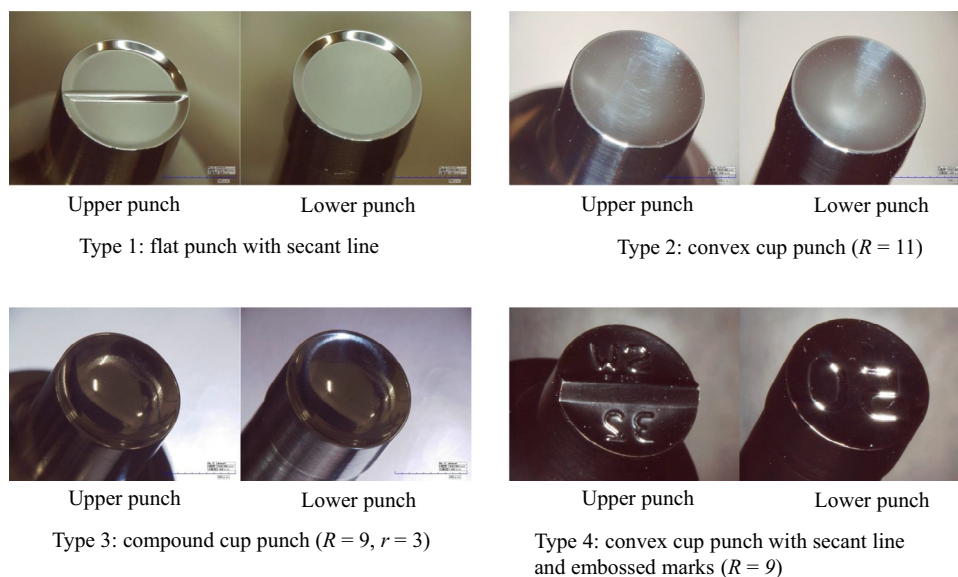 Upper punch
Lower punch
Type 1: flat punch with secant line
Upper punch
Lower punch
Type 2: convex cup punch (R = 11)
Upper punch
Lower punch
Type 3: compound cup punch (R = 9, r = 3)
Upper punch
Lower punch
Type 4: convex cup punch with secant line
and embossed marks (R = 9)